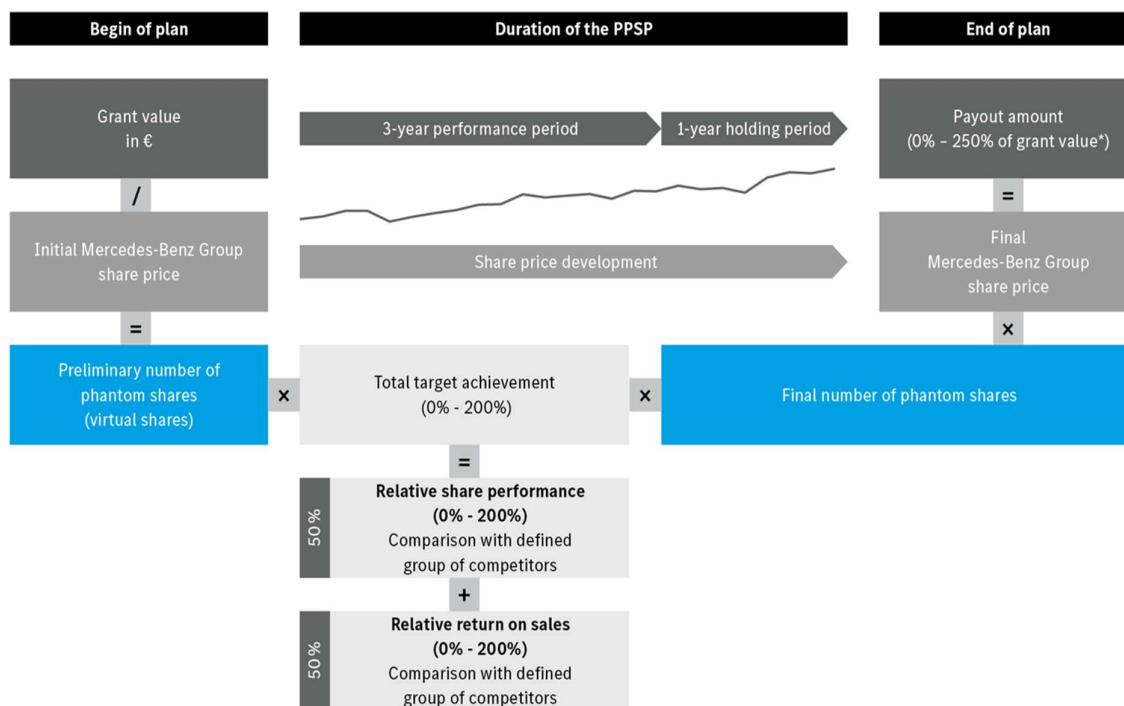 Begin of plan
Duration of the PPSP
End of plan
Grant value
in €
3-year performance period
1-year holding period
Payout amount
(0% – 250% of grant value*)
/
=
Initial Mercedes-Benz Group
share price
Share price development
Final
Mercedes-Benz Group
share price
=
×
Preliminary number of
phantom shares
(virtual shares)
×
Total target achievement
(0% - 200%)
×
Final number of phantom shares
=
50%
Relative share performance
(0% - 200%)
Comparison with defined
group of competitors
+
50%
Relative return on sales
(0% - 200%)
Comparison with defined
group of competitors